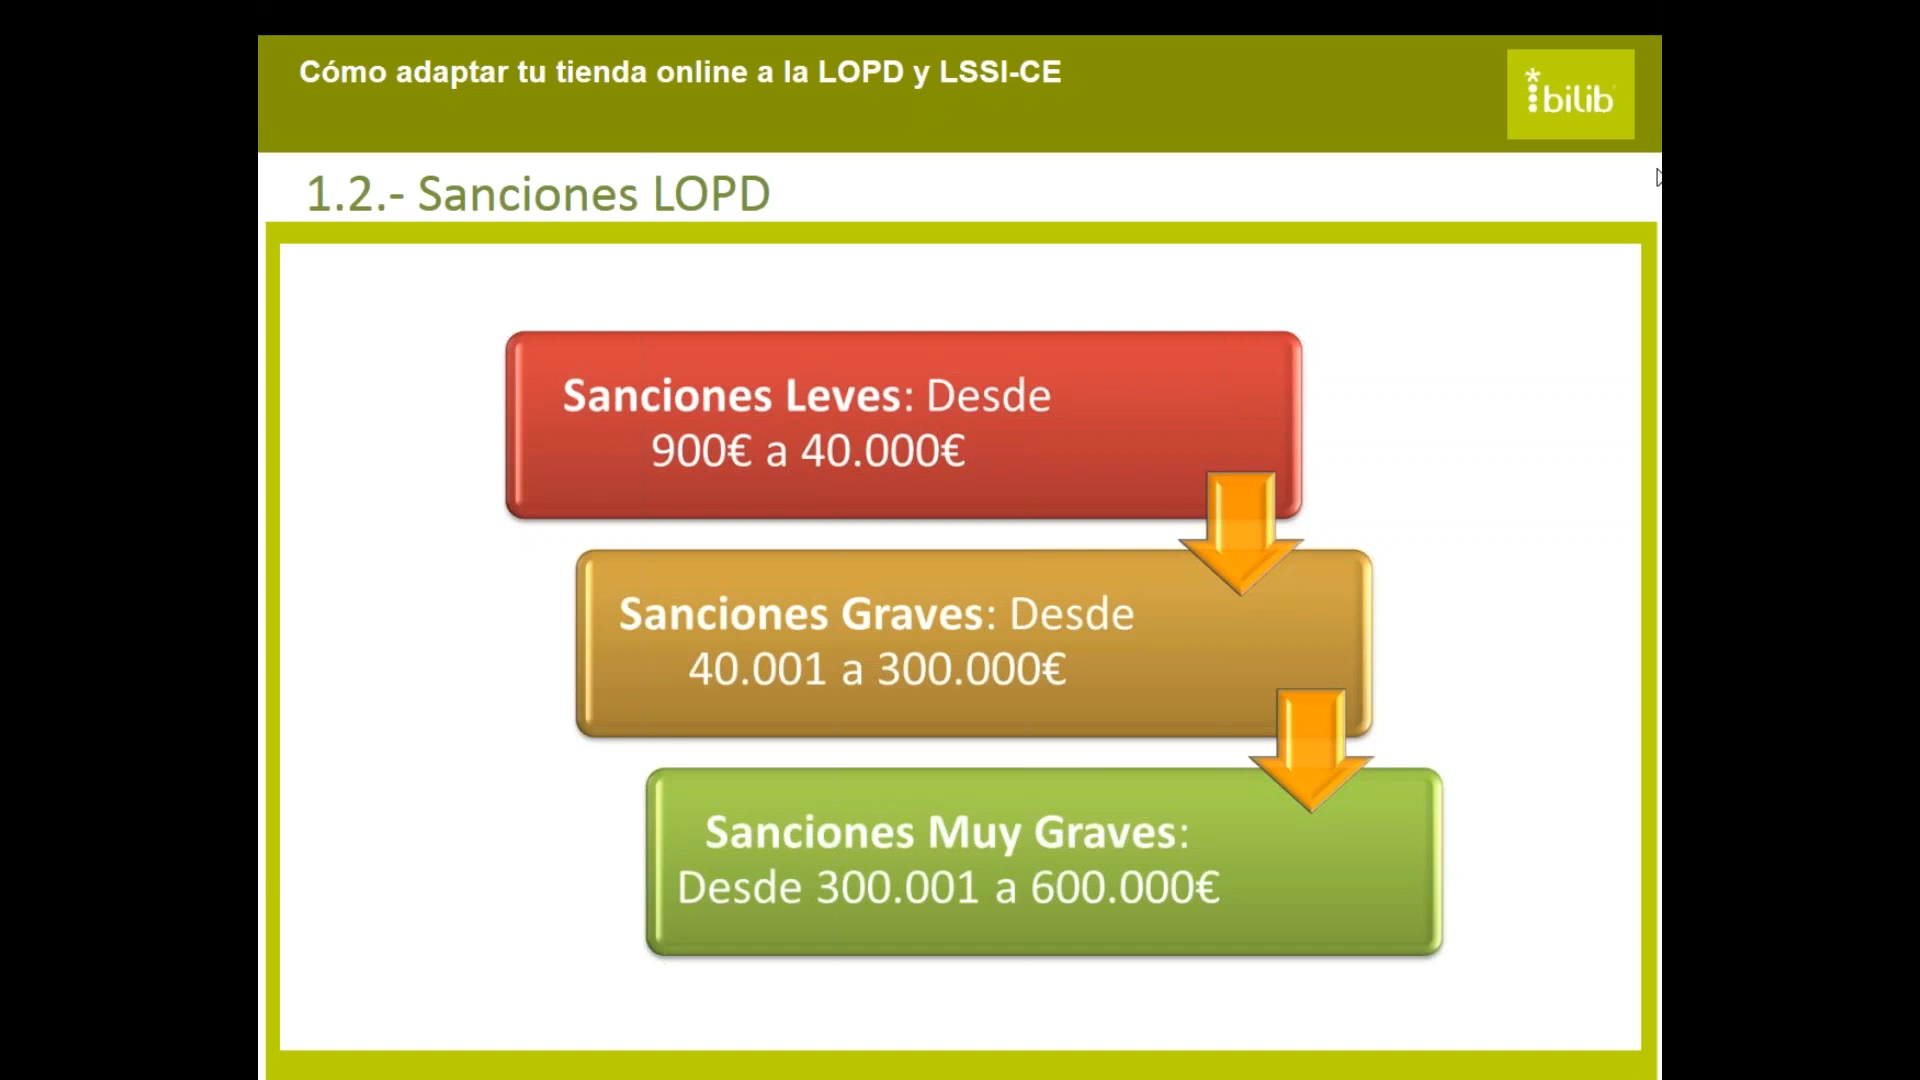 Cómo adaptar tu tienda online a la LOPD y LSSI-CE
bilib
1.2.- Sanciones LOPD
Sanciones Leves: Desde
900€ a 40.000€
Sanciones Graves: Desde
40.001 a 300.000€
Sanciones Muy Graves:
Desde 300.001 a 600.000€